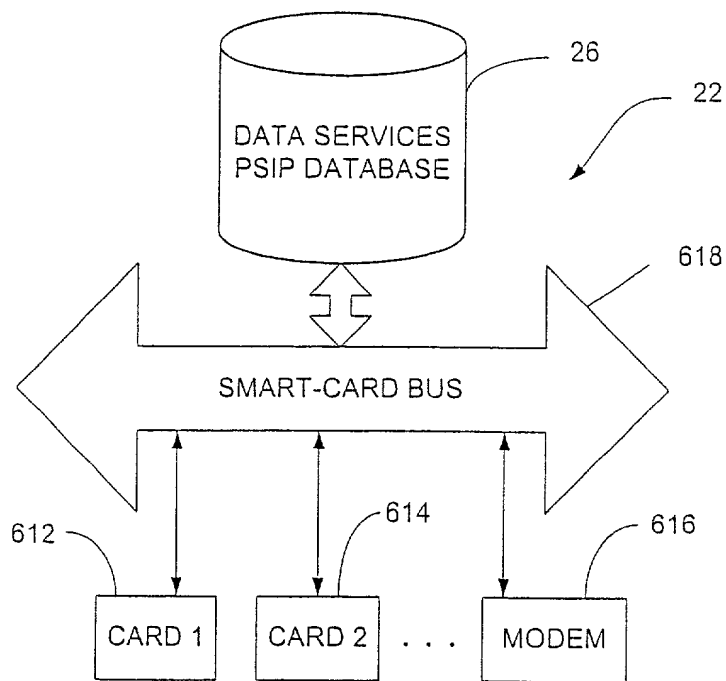 26
22
DATA SERVICES
PSIP DATABASE
618
SMART-CARD BUS
612
614
616
CARD 1
CARD 2
. . .
MODEM